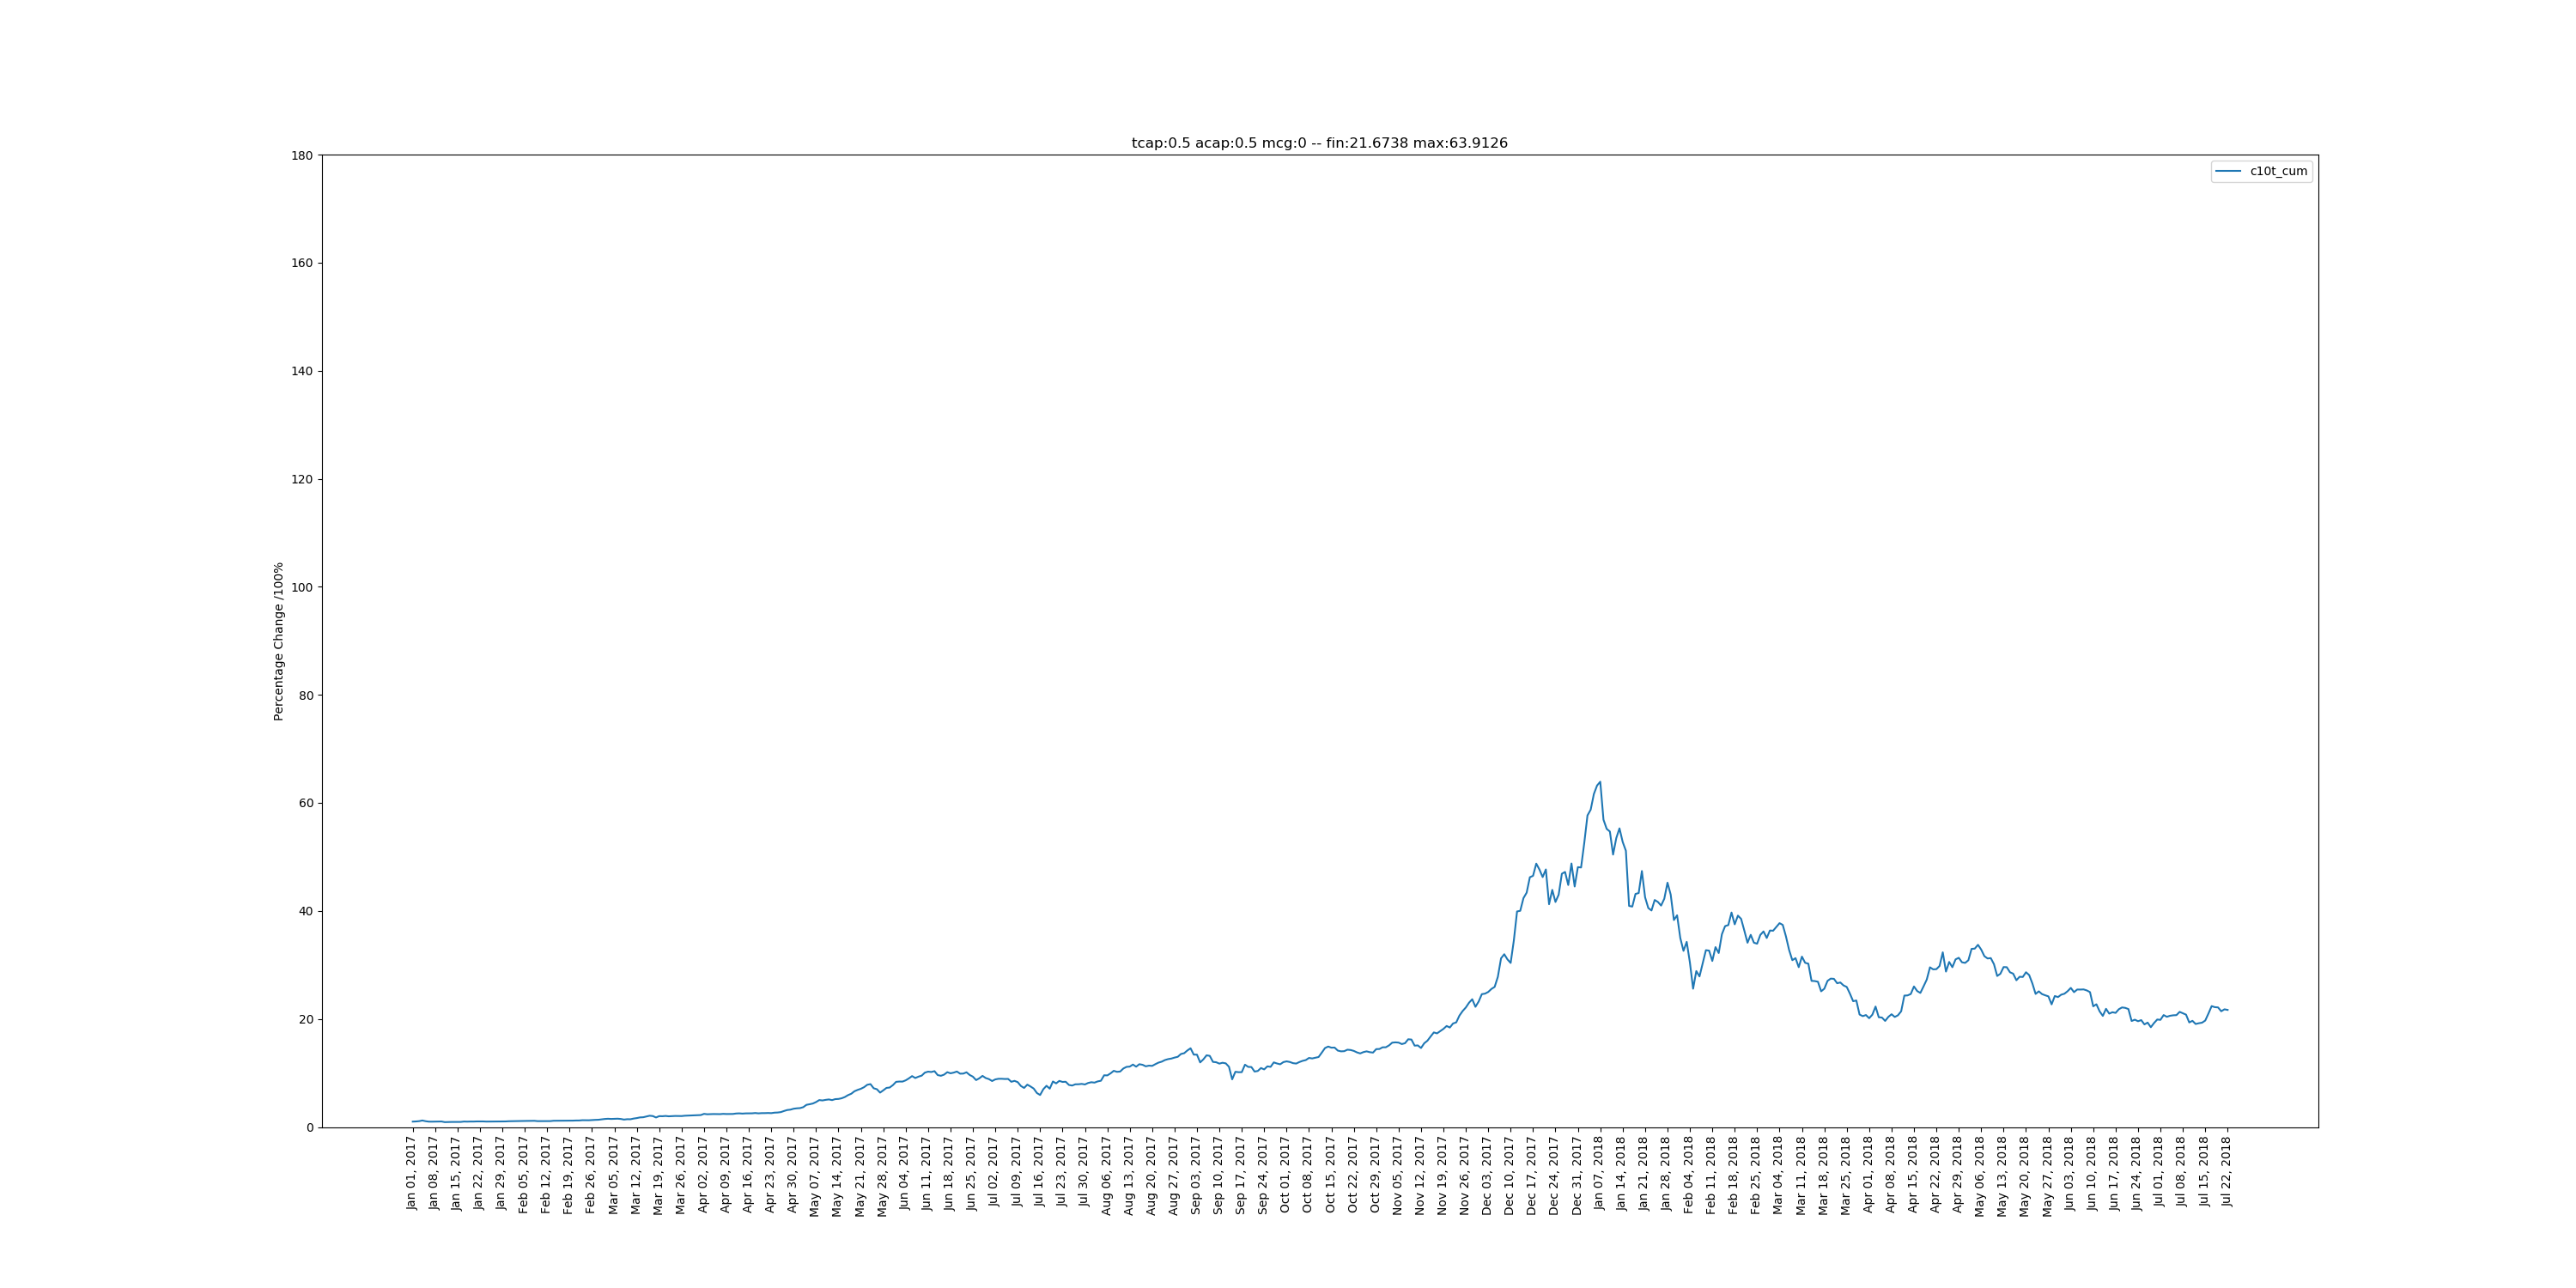 tcap:0.5 acap:0.5 mcg:0 -- fin:21.6738 max:63.9126
c10t_cum
Percentage Change /100%
180
160
140
120
100
80
60
40
20
0
Jan 01, 2017
Jan 08, 2017
Jan 15, 2017
Jan 22, 2017
Jan 29, 2017
Feb 05, 2017
Feb 12, 2017
Feb 19, 2017
Feb 26, 2017
Mar 05, 2017
Mar 12, 2017
Mar 19, 2017
Mar 26, 2017
Apr 02, 2017
Apr 09, 2017
Apr 16, 2017
Apr 23, 2017
Apr 30, 2017
May 07, 2017
May 14, 2017
May 21, 2017
May 28, 2017
Jun 04, 2017
Jun 11, 2017
Jun 18, 2017
Jun 25, 2017
Jul 02, 2017
Jul 09, 2017
Jul 16, 2017
Jul 23, 2017
Jul 30, 2017
Aug 06, 2017
Aug 13, 2017
Aug 20, 2017
Aug 27, 2017
Sep 03, 2017
Sep 10, 2017
Sep 17, 2017
Sep 24, 2017
Oct 01, 2017
Oct 08, 2017
Oct 15, 2017
Oct 22, 2017
Oct 29, 2017
Nov 05, 2017
Nov 12, 2017
Nov 19, 2017
Nov 26, 2017
Dec 03, 2017
Dec 10, 2017
Dec 17, 2017
Dec 24, 2017
Dec 31, 2017
Jan 07, 2018
Jan 14, 2018
Jan 21, 2018
Jan 28, 2018
Feb 04, 2018
Feb 11, 2018
Feb 18, 2018
Feb 25, 2018
Mar 04, 2018
Mar 11, 2018
Mar 18, 2018
Mar 25, 2018
Apr 01, 2018
Apr 08, 2018
Apr 15, 2018
Apr 22, 2018
Apr 29, 2018
May 06, 2018
May 13, 2018
May 20, 2018
May 27, 2018
Jun 03, 2018
Jun 10, 2018
Jun 17, 2018
Jun 24, 2018
Jul 01, 2018
Jul 08, 2018
Jul 15, 2018
Jul 22, 2018